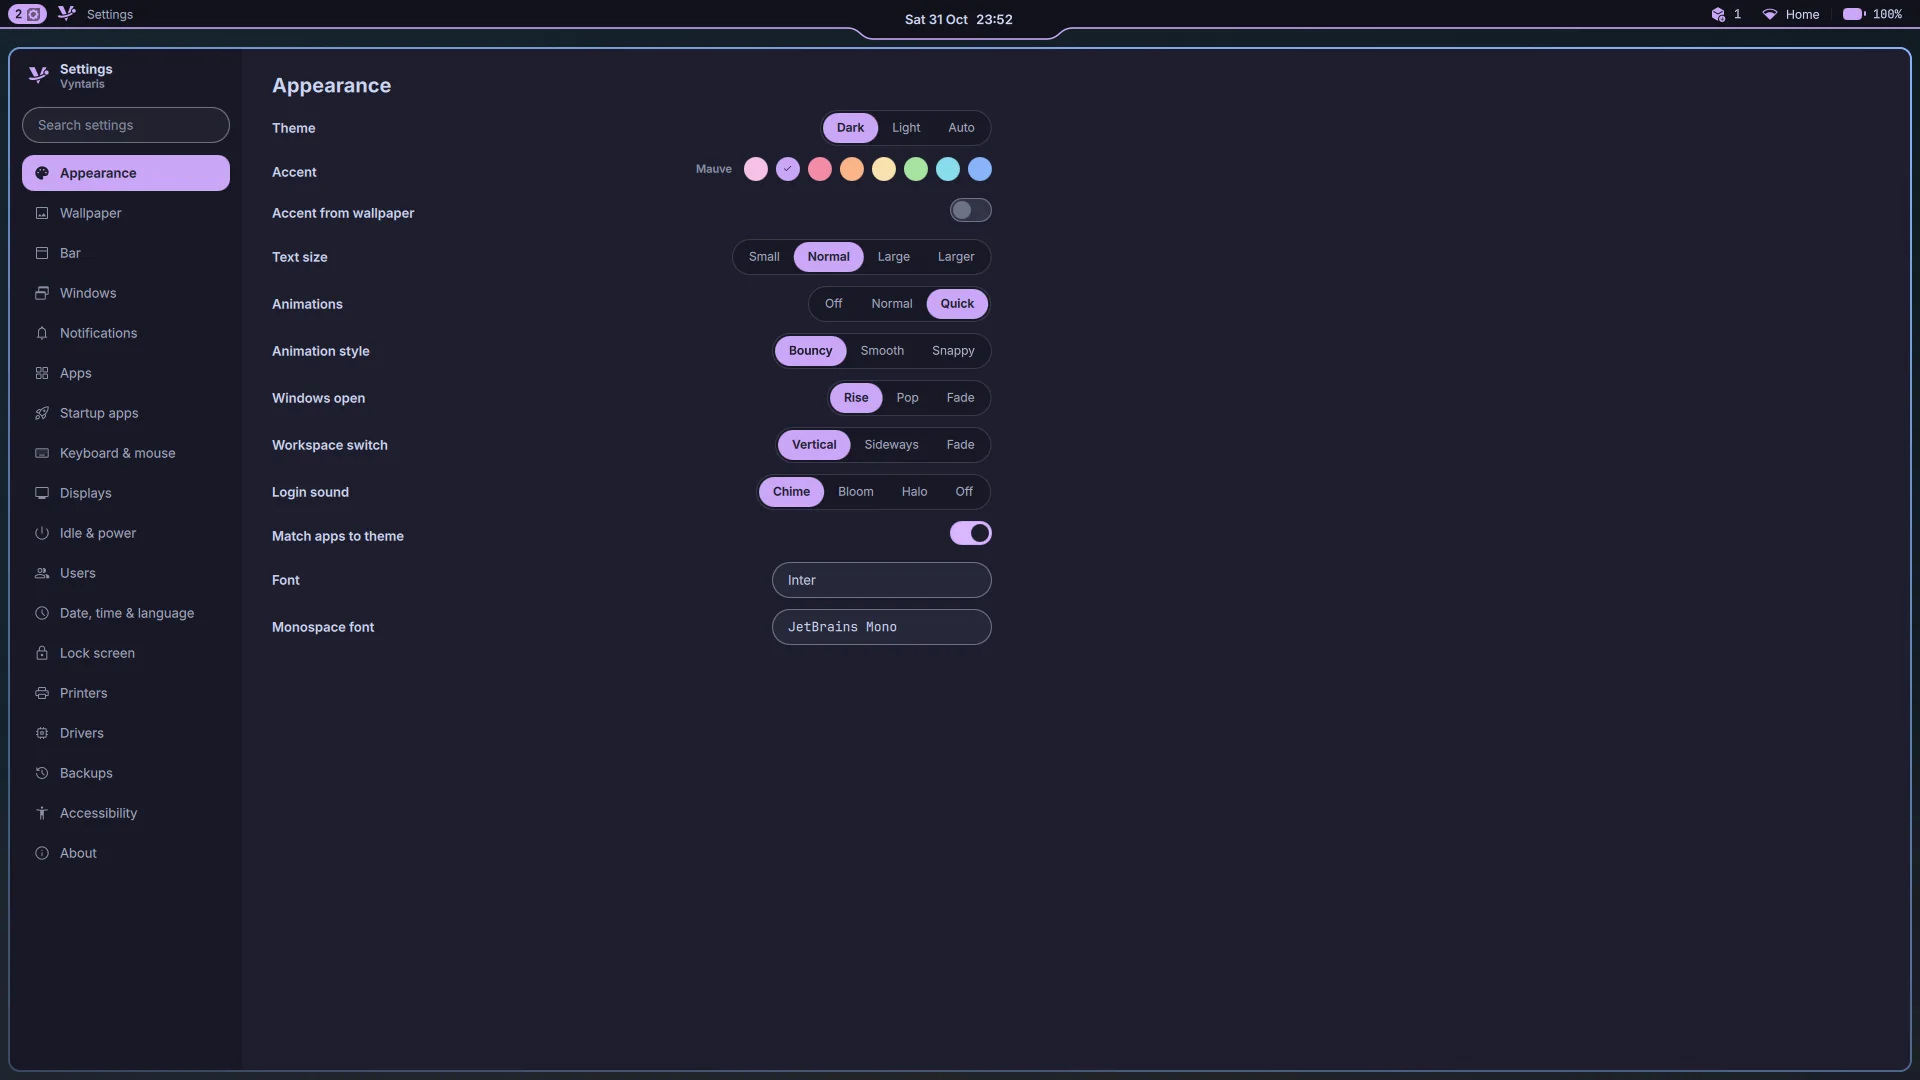 2 Settings Sat 31 Oct 23:52 1 Home 100%
Settings
Vyntaris
Search settings
Appearance
Wallpaper
Bar
Windows
Notifications
Apps
Startup apps
Keyboard & mouse
Displays
Idle & power
Users
Date, time & language
Lock screen
Printers
Drivers
Backups
Accessibility
About
Appearance
Theme Dark Light Auto
Accent Mauve
Accent from wallpaper
Text size Small Normal Large Larger
Animations Off Normal Quick
Animation style Bouncy Smooth Snappy
Windows open Rise Pop Fade
Workspace switch Vertical Sideways Fade
Login sound Chime Bloom Halo Off
Match apps to theme
Font Inter
Monospace font JetBrains Mono